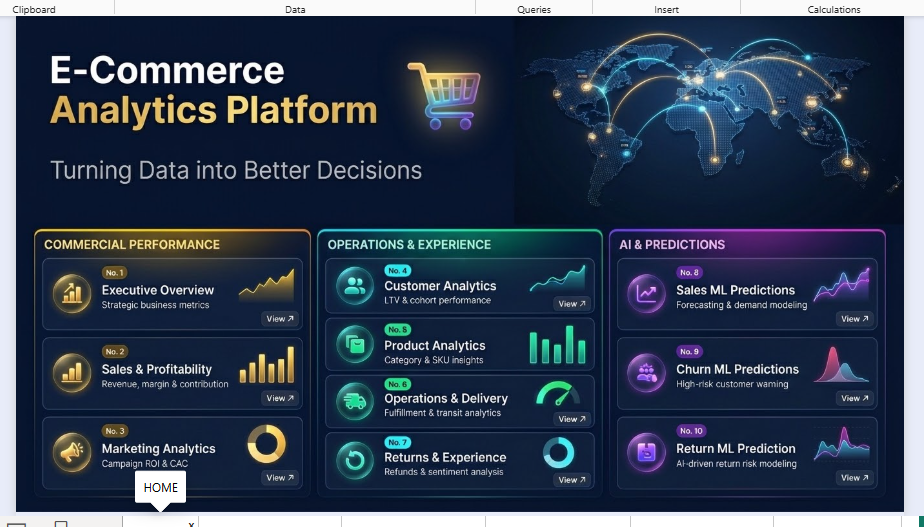 Clipboard
Data
Queries
Insert
Calculations
E-Commerce
Analytics Platform
Turning Data into Better Decisions
COMMERCIAL PERFORMANCE
No. 1
Executive Overview
Strategic business metrics
View ↗
No. 2
Sales & Profitability
Revenue, margin & contribution
View ↗
No. 3
Marketing Analytics
Campaign ROI & CAC
View ↗
OPERATIONS & EXPERIENCE
No. 4
Customer Analytics
LTV & cohort performance
View ↗
No. 5
Product Analytics
Category & SKU insights
No. 6
Operations & Delivery
Fulfillment & transit analytics
View ↗
No. 7
Returns & Experience
Refunds & sentiment analysis
View ↗
AI & PREDICTIONS
No. 8
Sales ML Predictions
Forecasting & demand modeling
View ↗
No. 9
Churn ML Predictions
High-risk customer warning
View ↗
No. 10
Return ML Prediction
AI-driven return risk modeling
View ↗
HOME
x